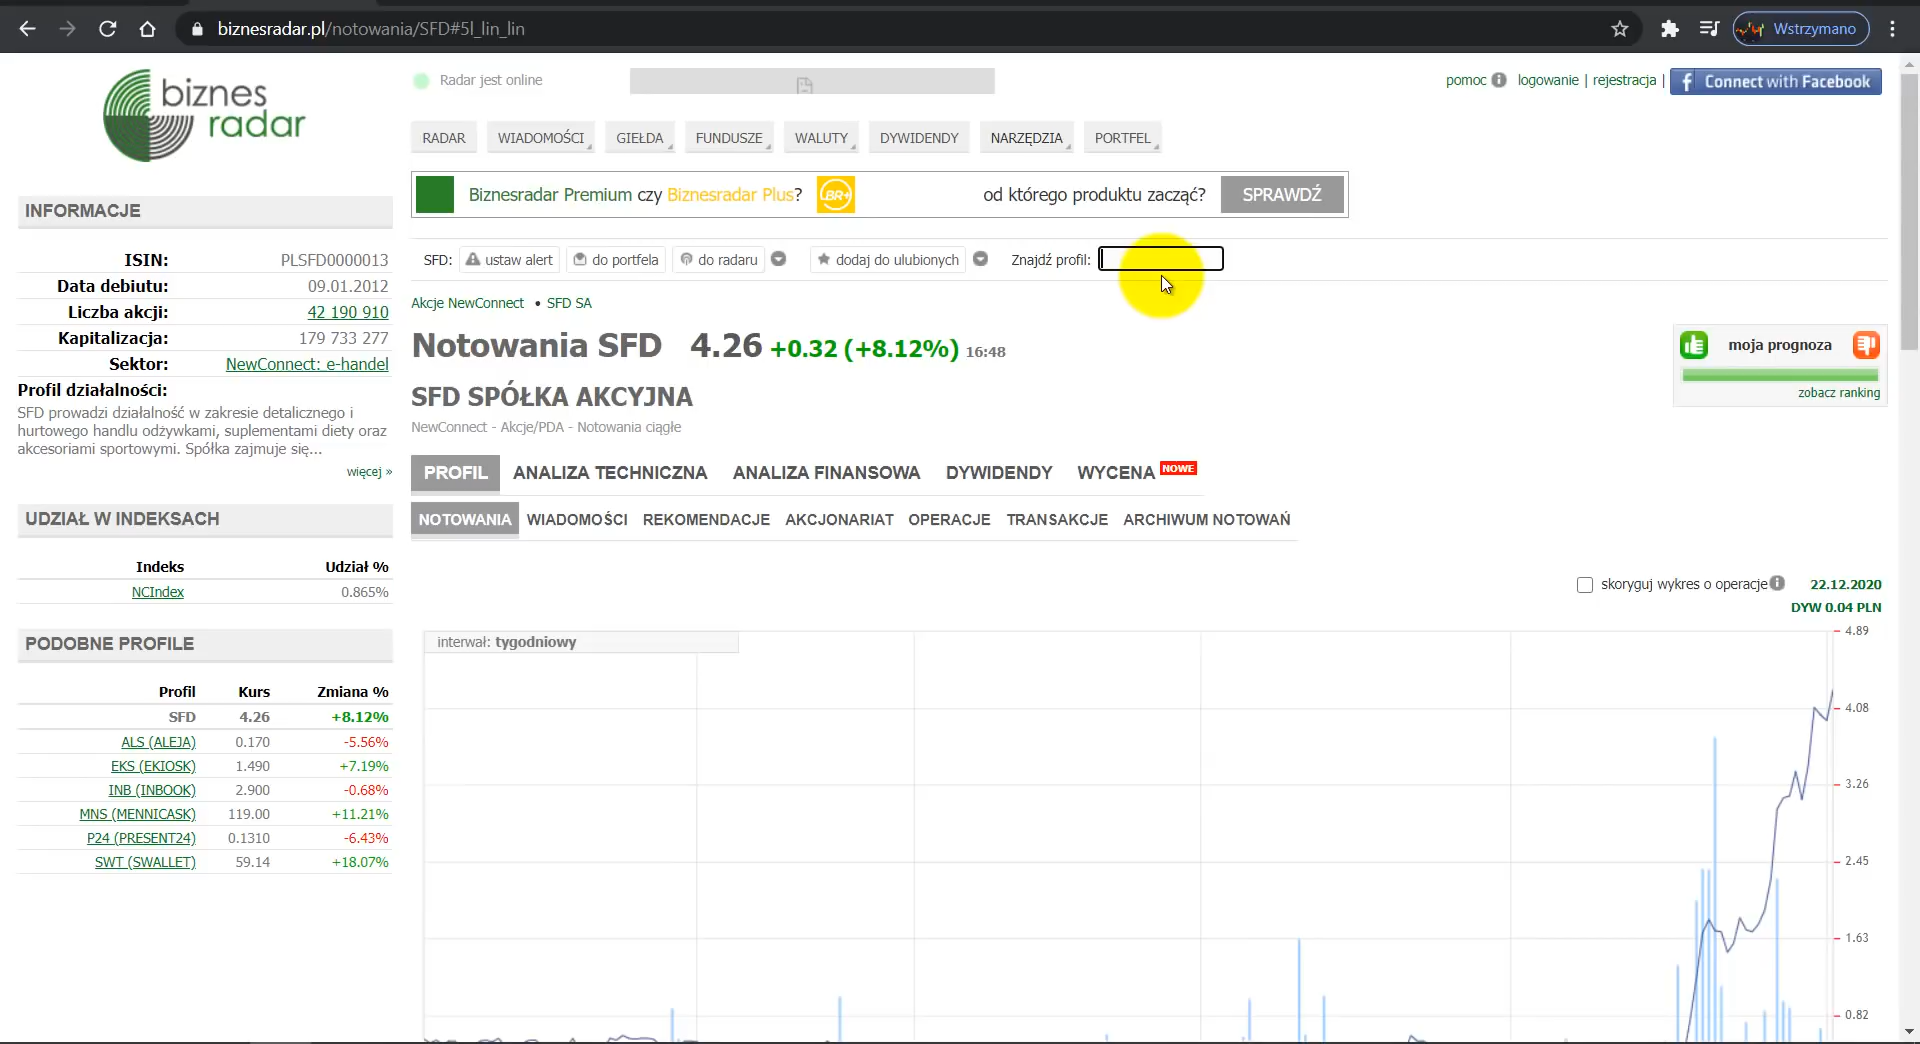 biznesradar.pl/notowania/SFD#5l_lin_lin
Wstrzymano
biznes
radar
Radar jest online
pomoc logowanie | rejestracja | Connect with Facebook
RADAR WIADOMOŚCI GIEŁDA FUNDUSZE WALUTY DYWIDENDY NARZĘDZIA PORTFEL
Biznesradar Premium czy Biznesradar Plus? BR+ od którego produktu zacząć? SPRAWDŹ
SFD: ustaw alert do portfela do radaru dodaj do ulubionych Znajdź profil:
Akcje NewConnect • SFD SA
Notowania SFD 4.26 +0.32 (+8.12%) 16:48
SFD SPÓŁKA AKCYJNA
NewConnect - Akcje/PDA - Notowania ciągłe
moja prognoza
zobacz ranking
PROFIL ANALIZA TECHNICZNA ANALIZA FINANSOWA DYWIDENDY WYCENA NOWE
NOTOWANIA WIADOMOŚCI REKOMENDACJE AKCJONARIAT OPERACJE TRANSAKCJE ARCHIWUM NOTOWAŃ
INFORMACJE
ISIN: PLSFD0000013
Data debiutu: 09.01.2012
Liczba akcji: 42 190 910
Kapitalizacja: 179 733 277
Sektor: NewConnect: e-handel
Profil działalności:
SFD prowadzi działalność w zakresie detalicznego i
hurtowego handlu odżywkami, suplementami diety oraz
akcesoriami sportowymi. Spółka zajmuje się...
więcej »
UDZIAŁ W INDEKSACH
Indeks Udział %
NCIndex 0.865%
PODOBNE PROFILE
Profil Kurs Zmiana %
SFD 4.26 +8.12%
ALS (ALEJA) 0.170 -5.56%
EKS (EKIOSK) 1.490 +7.19%
INB (INBOOK) 2.900 -0.68%
MNS (MENNICASK) 119.00 +11.21%
P24 (PRESENT24) 0.1310 -6.43%
SWT (SWALLET) 59.14 +18.07%
skoryguj wykres o operacje 22.12.2020
DYW 0.04 PLN
interwał: tygodniowy
4.89
4.08
3.26
2.45
1.63
0.82